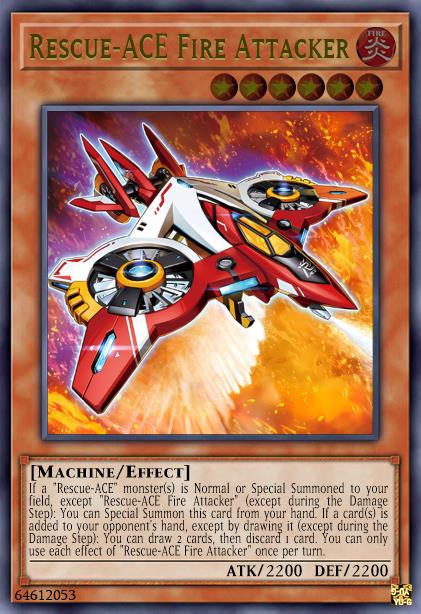 Rescue-ACE Fire Attacker
FIRE
炎
[Machine/Effect]
If a "Rescue-ACE" monster(s) is Normal or Special Summoned to your
field, except "Rescue-ACE Fire Attacker" (except during the Damage
Step): You can Special Summon this card from your hand. If a card(s) is
added to your opponent's hand, except by drawing it (except during the
Damage Step): You can draw 2 cards, then discard 1 card. You can only
use each effect of "Rescue-ACE Fire Attacker" once per turn.
ATK/2200 DEF/2200
64612053